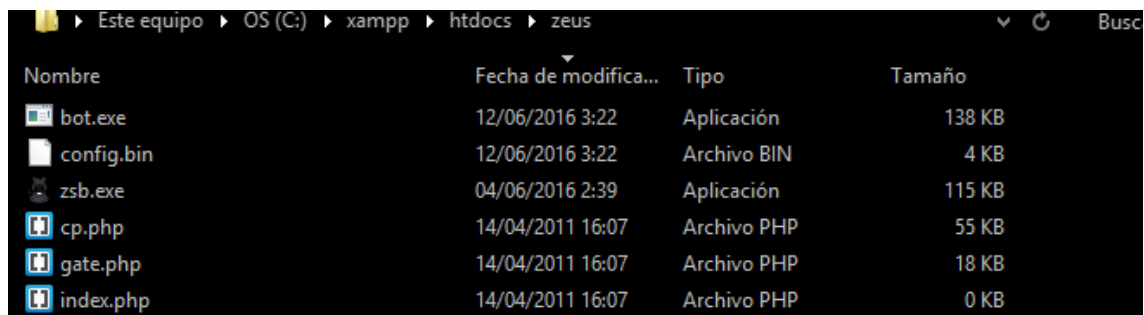 Este equipo OS (C:) xampp htdocs zeus Busc
Nombre Fecha de modifica... Tipo Tamaño
bot.exe 12/06/2016 3:22 Aplicación 138 KB
config.bin 12/06/2016 3:22 Archivo BIN 4 KB
zsb.exe 04/06/2016 2:39 Aplicación 115 KB
cp.php 14/04/2011 16:07 Archivo PHP 55 KB
gate.php 14/04/2011 16:07 Archivo PHP 18 KB
index.php 14/04/2011 16:07 Archivo PHP 0 KB